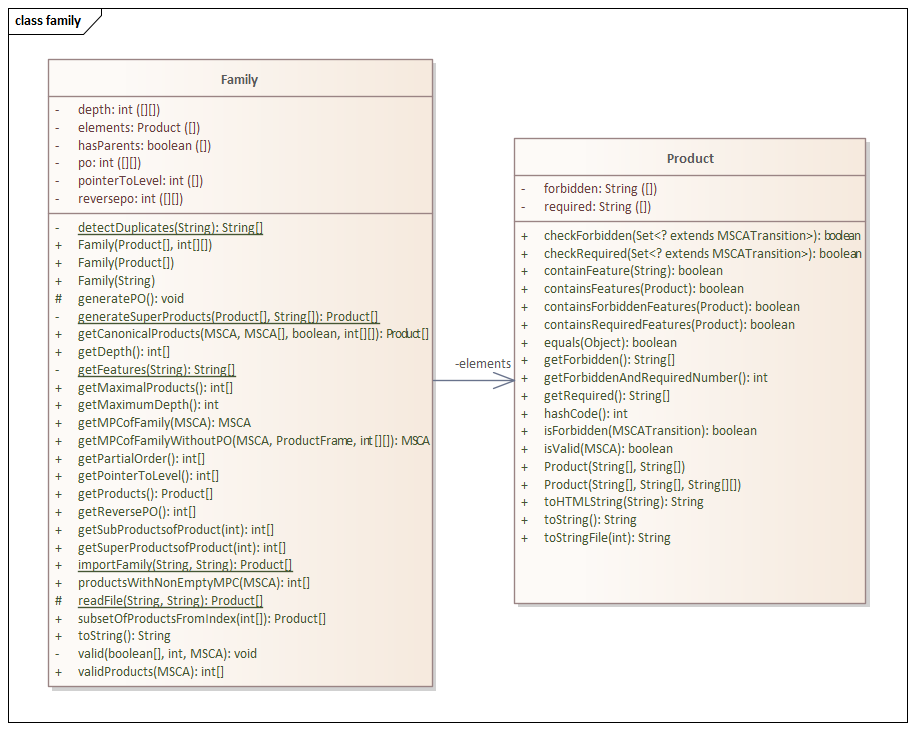 class family
Family
- depth: int ([][])
- elements: Product ([])
- hasParents: boolean ([])
- po: int ([][])
- pointerToLevel: int ([])
- reversepo: int ([][])
- detectDuplicates(String): String[]
+ Family(Product[], int[][])
+ Family(Product[])
+ Family(String)
# generatePO(): void
- generateSuperProducts(Product[], String[]): Product[]
+ getCanonicalProducts(MSCA, MSCA[], boolean, int[][]): Product[]
+ getDepth(): int[]
- getFeatures(String): String[]
+ getMaximalProducts(): int[]
+ getMaximumDepth(): int
+ getMPCofFamily(MSCA): MSCA
+ getMPCofFamilyWithoutPO(MSCA, ProductFrame, int[][]): MSCA
+ getPartialOrder(): int[]
+ getPointerToLevel(): int[]
+ getProducts(): Product[]
+ getReversePO(): int[]
+ getSubProductsofProduct(int): int[]
+ getSuperProductsofProduct(int): int[]
+ importFamily(String, String): Product[]
+ productsWithNonEmptyMPC(MSCA): int[]
# readFile(String, String): Product[]
+ subsetOfProductsFromIndex(int[]): Product[]
+ toString(): String
- valid(boolean[], int, MSCA): void
+ validProducts(MSCA): int[]
-elements
Product
- forbidden: String ([])
- required: String ([])
+ checkForbidden(Set<? extends MSCATransition>): boolean
+ checkRequired(Set<? extends MSCATransition>): boolean
+ containFeature(String): boolean
+ containsFeatures(Product): boolean
+ containsForbiddenFeatures(Product): boolean
+ containsRequiredFeatures(Product): boolean
+ equals(Object): boolean
+ getForbidden(): String[]
+ getForbiddenAndRequiredNumber(): int
+ getRequired(): String[]
+ hashCode(): int
+ isForbidden(MSCATransition): boolean
+ isValid(MSCA): boolean
+ Product(String[], String[])
+ Product(String[], String[], String[][])
+ toHTMLString(String): String
+ toString(): String
+ toStringFile(int): String